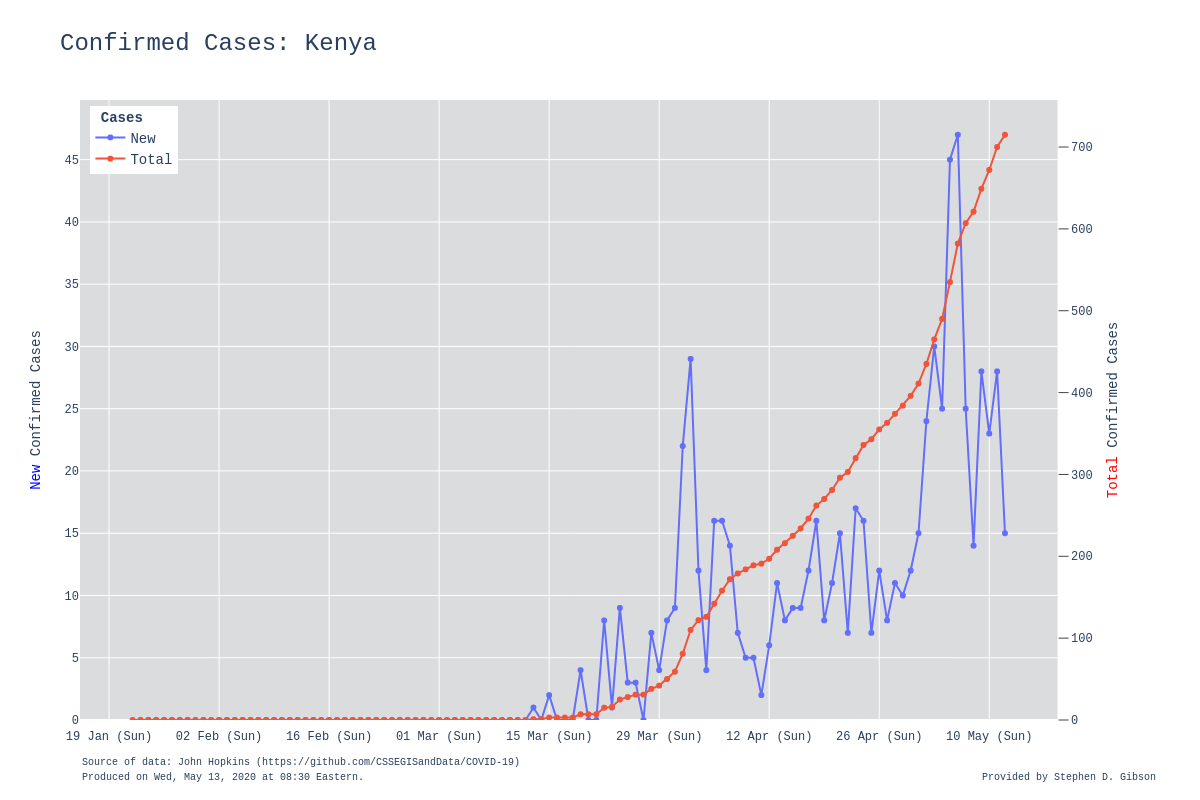 Confirmed Cases: Kenya
Cases
New
Total
45
40
35
30
25
20
15
10
5
0
New Confirmed Cases
700
600
500
400
300
200
100
0
Total Confirmed Cases
19 Jan (Sun) 02 Feb (Sun) 16 Feb (Sun) 01 Mar (Sun) 15 Mar (Sun) 29 Mar (Sun) 12 Apr (Sun) 26 Apr (Sun) 10 May (Sun)
Source of data: John Hopkins (https://github.com/CSSEGISandData/COVID-19)
Produced on Wed, May 13, 2020 at 08:30 Eastern.
Provided by Stephen D. Gibson